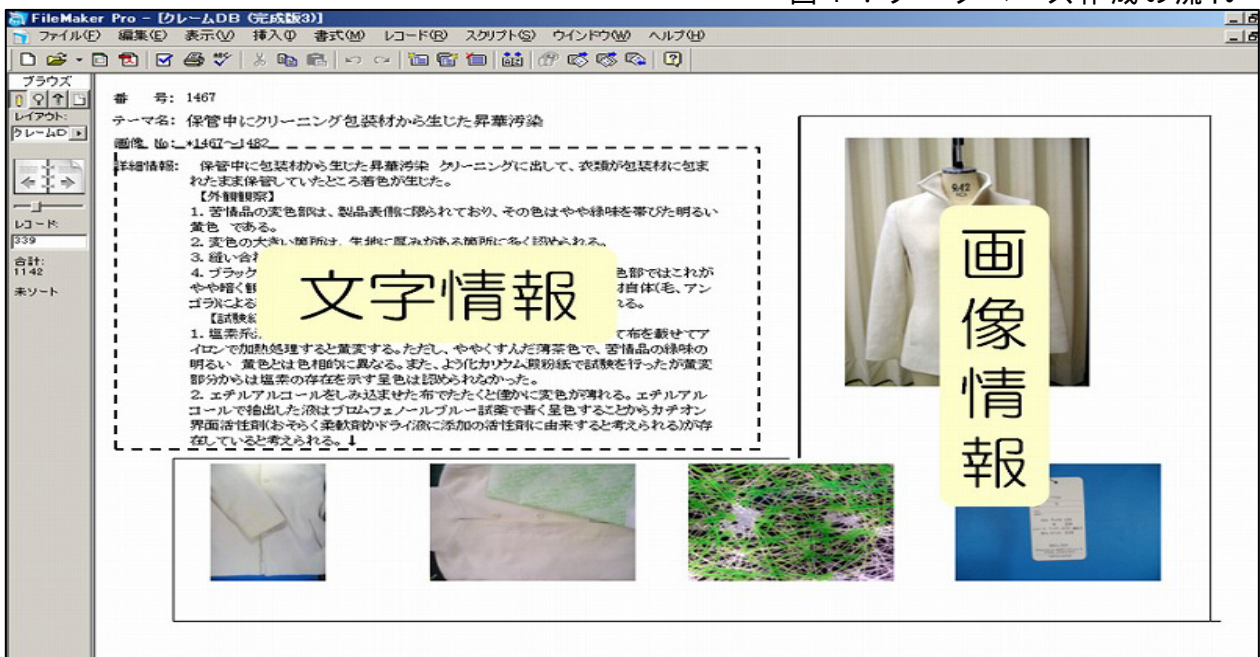 FileMaker Pro - [クレームDB (完成版3)]
ファイル(F) 編集(E) 表示(V) 挿入(I) 書式(M) レコード(R) スクリプト(S) ウインドウ(W) ヘルプ(H)
ブラウズ
レイアウト:
クレームD
レコード:
339
合計:
1142
未ソート
番 号: 1467
テーマ名: 保管中にクリーニング包装材から生じた昇華汚染
画像 No: *1467~1482
詳細情報: 保管中に包装材から生じた昇華汚染 クリーニングに出して、衣類が包装材に包ま
れたまま保管していたところ着色が生じた。
【外観観察】
1. 苦情品の変色部は、製品表側に限られており、その色はやや緑味を帯びた明るい
黄色 である。
2. 変色の大きい箇所は、生地に厚みがある箇所に多く認められる。
3. 縫い合
4. ブラック 色部ではこれが
やや暗く観 材自体(毛、アン
ゴラ)による れる。
【試験結
1. 塩素系 て布を載せてア
イロンで加熱処理すると黄変する。ただし、ややくすんだ薄茶色で、苦情品の緑味の
明るい 黄色とは色相的に異なる。また、よう化カリウム澱粉紙で試験を行ったが黄変
部分からは塩素の存在を示す呈色は認められなかった。
2. エチルアルコールをしみ込ませた布でたたくと僅かに変色が薄れる。エチルアル
コールで抽出した液はブロムフェノールブルー試薬で青く呈色することからカチオン
界面活性剤(おそらく柔軟剤かドライ液に添加の活性剤に由来すると考えられる)が存
在していると考えられる。↓
文字情報
画像情報